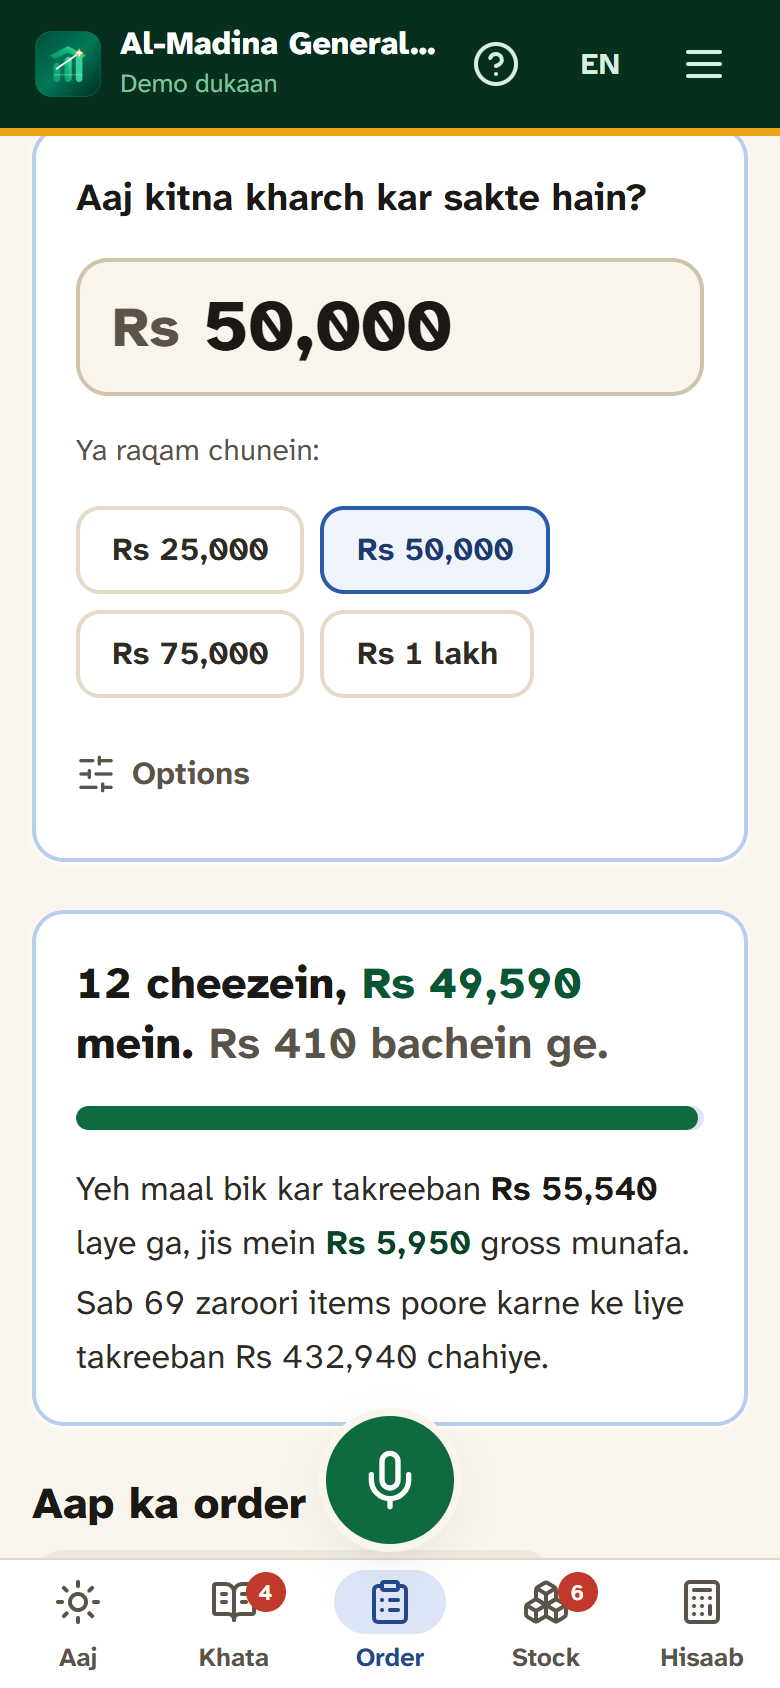 Al-Madina General...
Demo dukaan
EN
Aaj kitna kharch kar sakte hain?
Rs 50,000
Ya raqam chunein:
Rs 25,000
Rs 50,000
Rs 75,000
Rs 1 lakh
Options
12 cheezein, Rs 49,590
mein. Rs 410 bachein ge.
Yeh maal bik kar takreeban Rs 55,540
laye ga, jis mein Rs 5,950 gross munafa.
Sab 69 zaroori items poore karne ke liye
takreeban Rs 432,940 chahiye.
Aap ka order
4
6
Aaj
Khata
Order
Stock
Hisaab